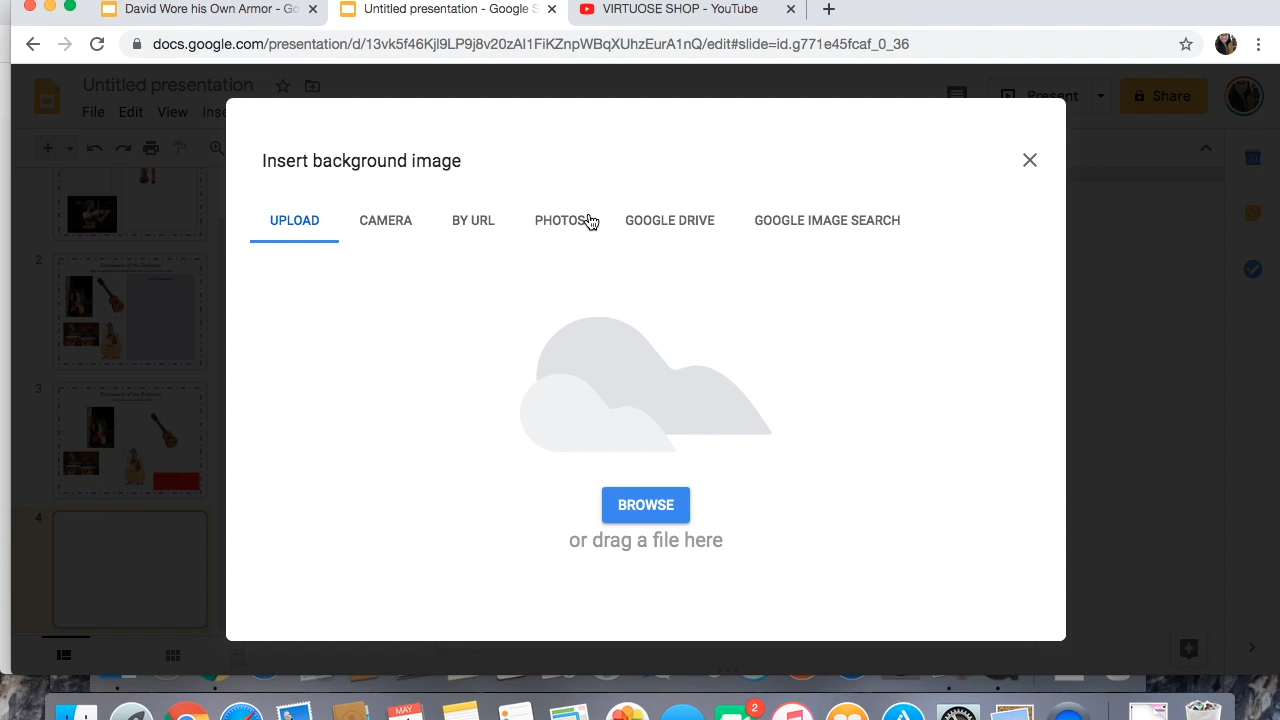 David Wore his Own Armor - Go
Untitled presentation - Google S
VIRTUOSE SHOP - YouTube
docs.google.com/presentation/d/13vk5f46KjI9LP9j8v20zAI1FiKZnpWBqXUhzEurA1nQ/edit#slide=id.g771e45fcaf_0_36
Untitled presentation
File Edit View Inse
Present
Share
Insert background image
UPLOAD CAMERA BY URL PHOTOS GOOGLE DRIVE GOOGLE IMAGE SEARCH
2
3
4
BROWSE
or drag a file here
MAY
2